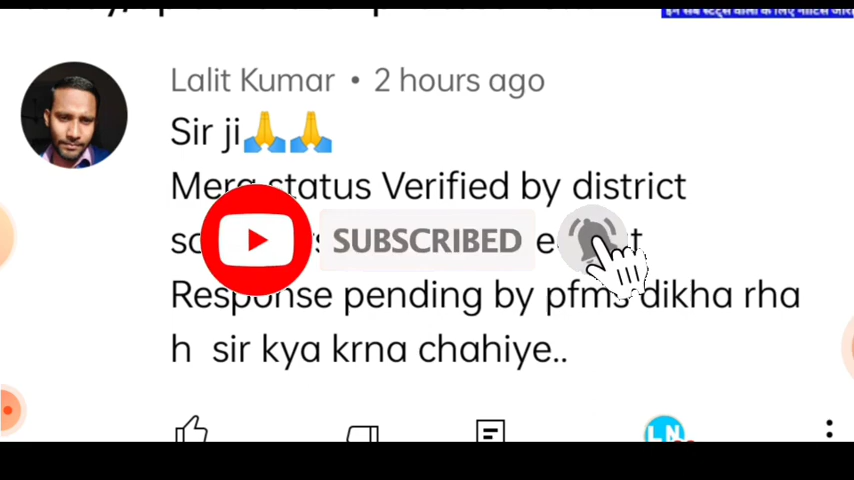 Lalit Kumar • 2 hours ago
Sir ji🙏🙏
Mera status Verified by district
SUBSCRIBED
Response pending by pfms dikha rha
h sir kya krna chahiye..
LN